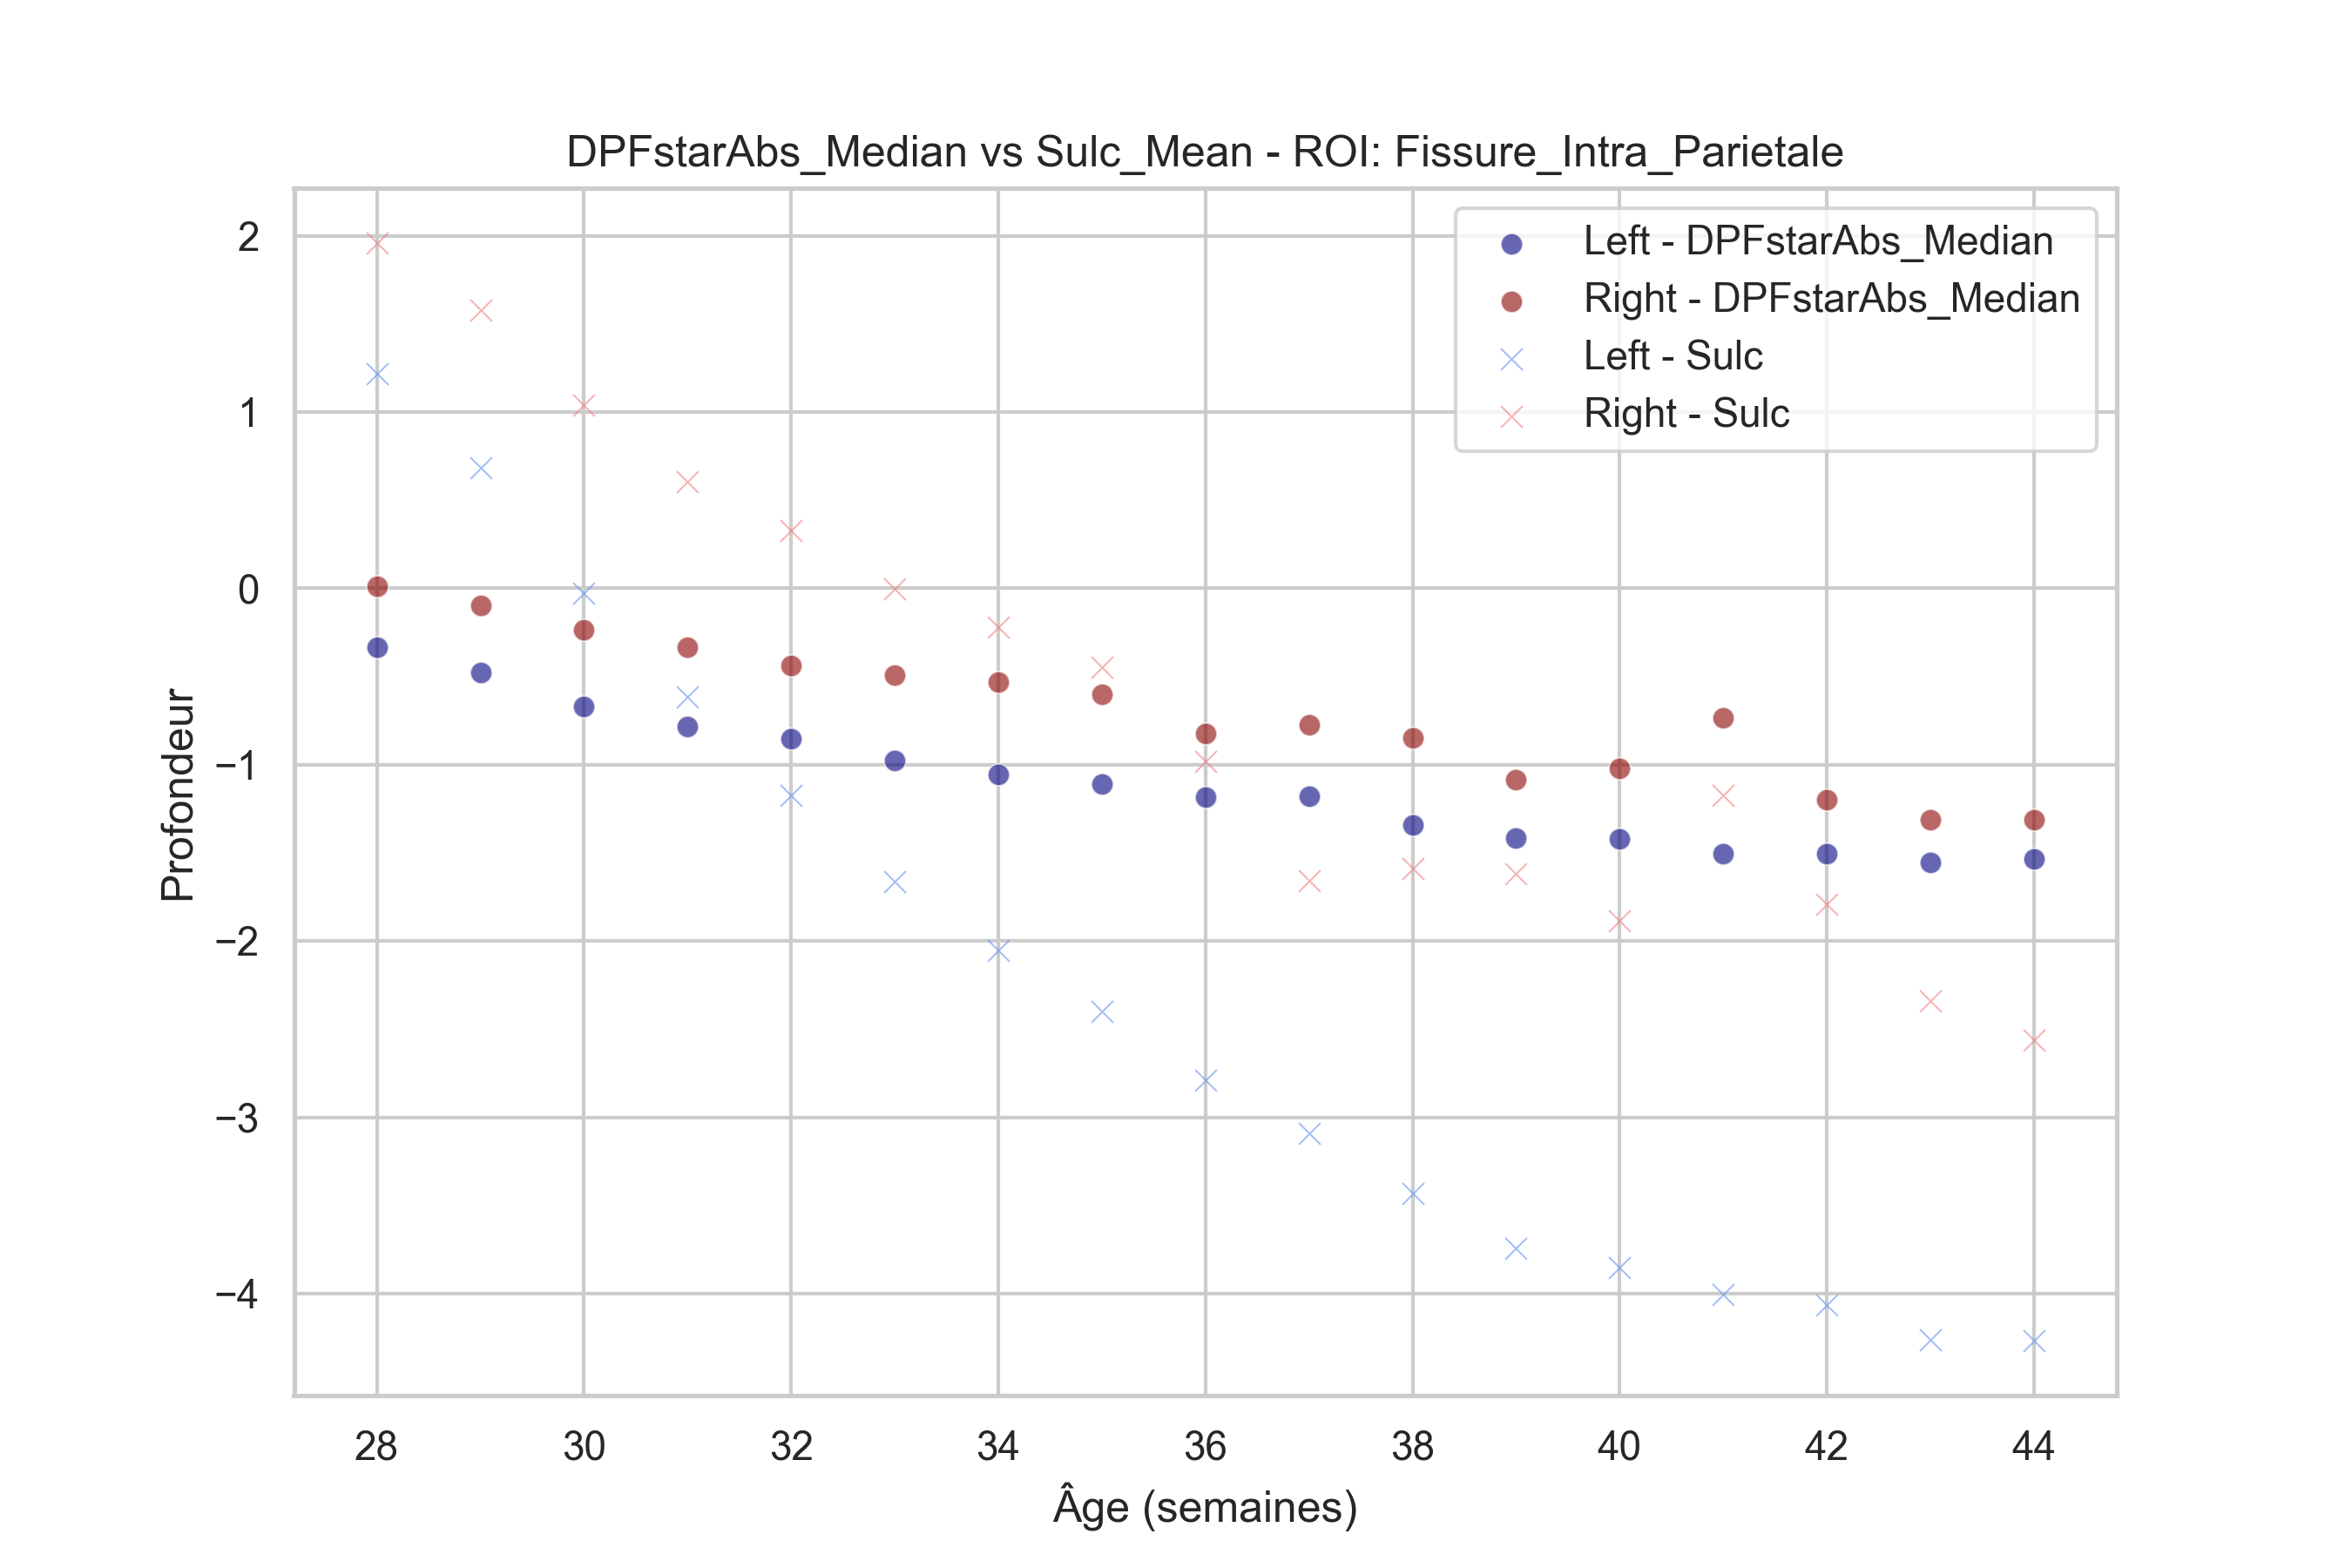 DPFstarAbs_Median vs Sulc_Mean - ROI: Fissure_Intra_Parietale
Left - DPFstarAbs_Median
Right - DPFstarAbs_Median
Left - Sulc
Right - Sulc
2
1
0
−1
−2
−3
−4
Profondeur
28 30 32 34 36 38 40 42 44
Âge (semaines)